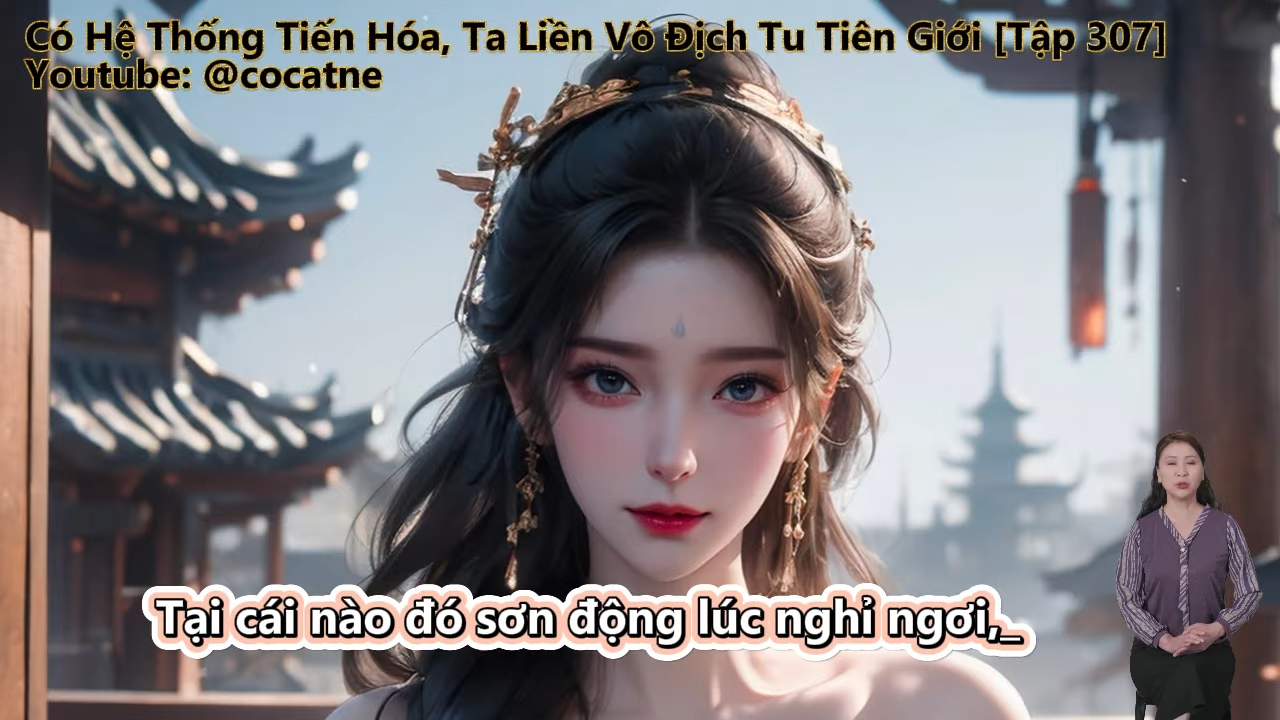 Có Hệ Thống Tiến Hóa, Ta Liền Vô Địch Tu Tiên Giới [Tập 307]
Youtube: @cocatne
Tại cái nào đó sơn động lúc nghỉ ngơi,_